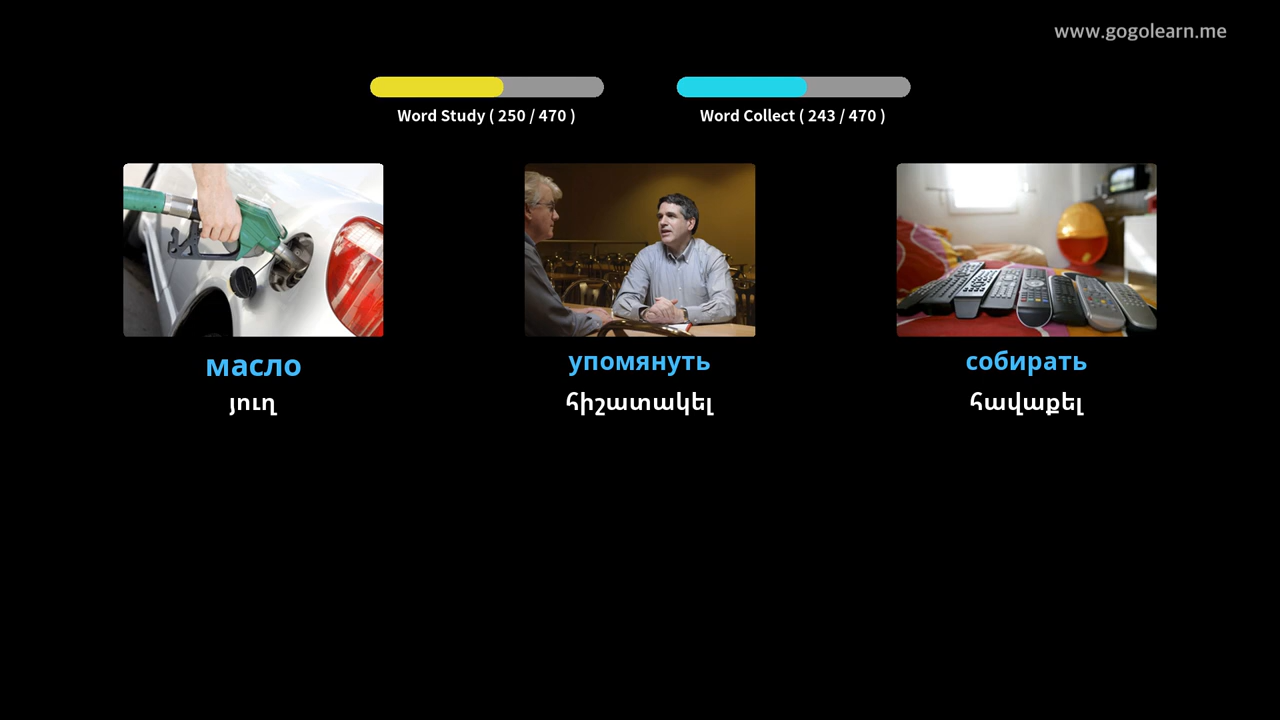 www.gogolearn.me
Word Study ( 250 / 470 )
Word Collect ( 243 / 470 )
масло
упомянуть
собирать
յուղ
հիշատակել
հավաքել